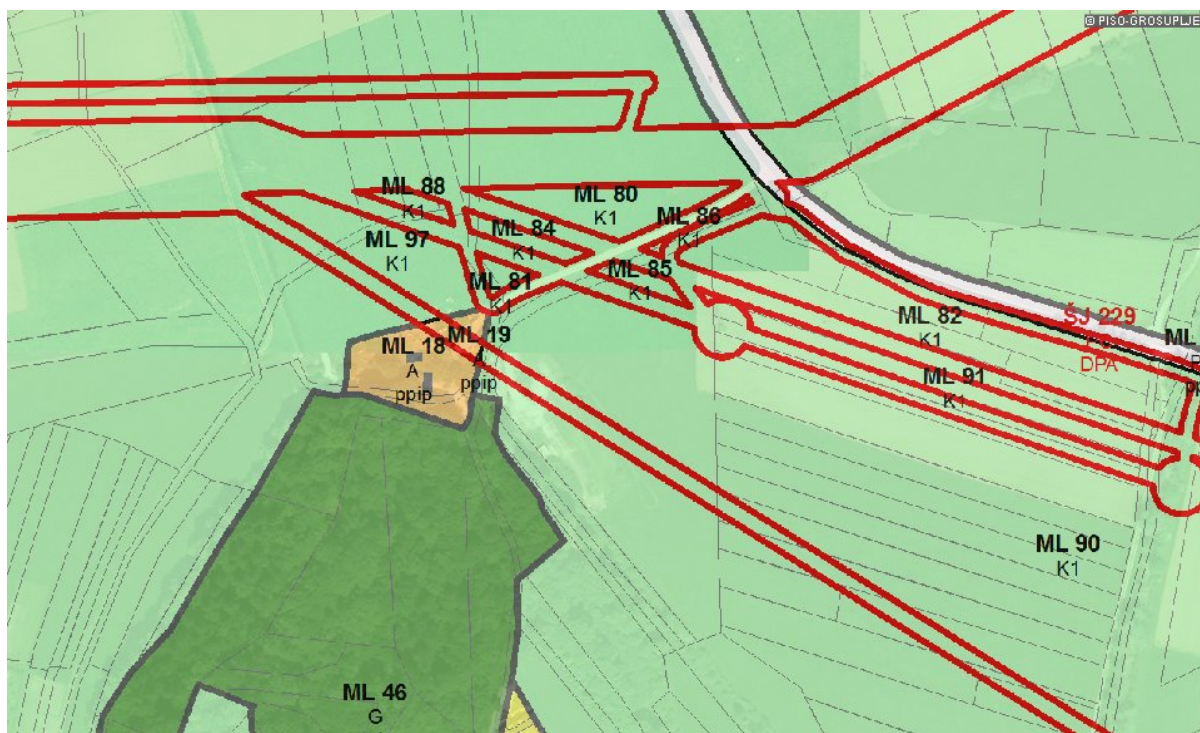 © PISO-GROSUPLJE
ML 88
K1
ML 80
K1
ML 86
K1
ML 84
K1
ML 97
K1
ML 85
K1
ML 81
K1
ML 82
K1
ŠJ 229
DPA
ML
ML 18
A
ppip
ML 19
ppip
ML 91
K1
ML 90
K1
ML 46
G